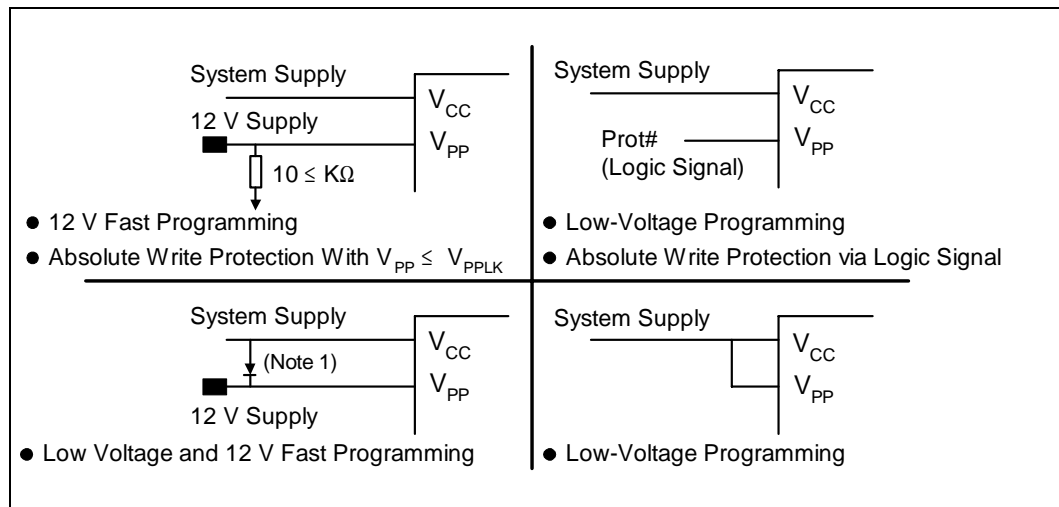 System Supply
V_CC
12 V Supply
V_PP
10 ≤ KΩ
● 12 V Fast Programming
● Absolute Write Protection With V_PP ≤ V_PPLK
System Supply
V_CC
Prot#
(Logic Signal)
V_PP
● Low-Voltage Programming
● Absolute Write Protection via Logic Signal
System Supply
V_CC
(Note 1)
V_PP
12 V Supply
● Low Voltage and 12 V Fast Programming
System Supply
V_CC
V_PP
● Low-Voltage Programming